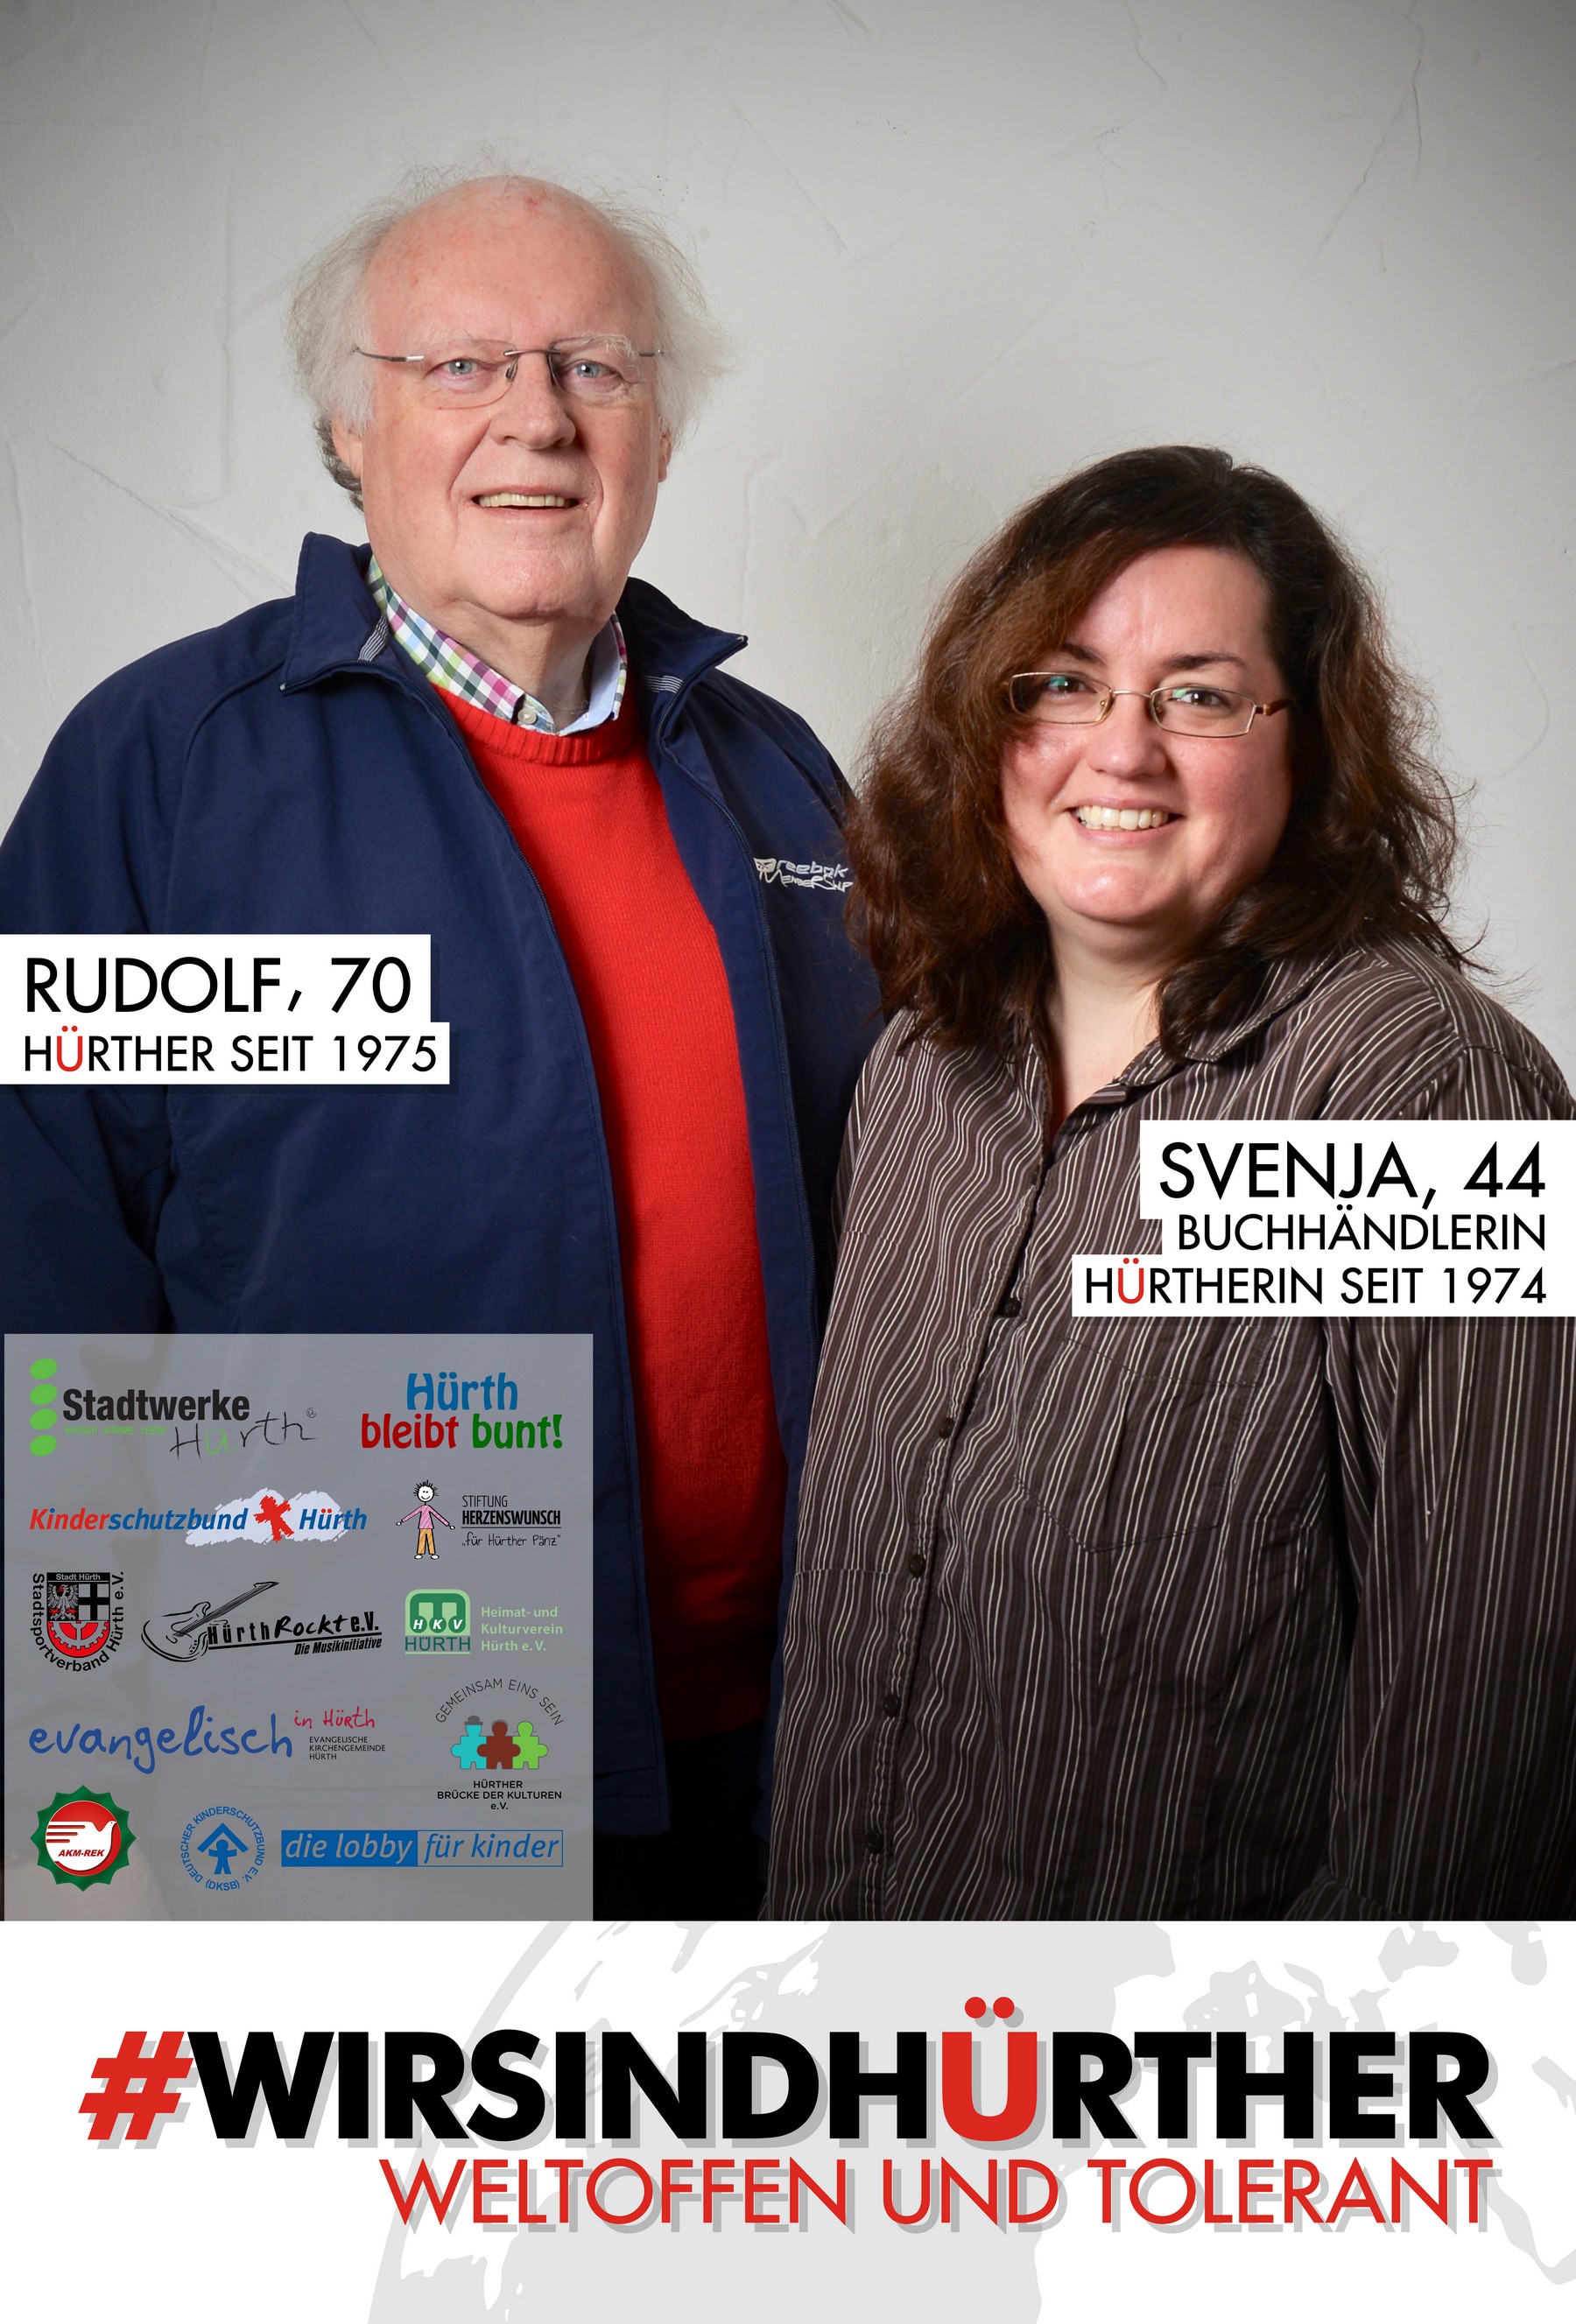 reebok
MEMBERSHIP
RUDOLF, 70
HÜRTHER SEIT 1975
SVENJA, 44
BUCHHÄNDLERIN
HÜRTHERIN SEIT 1974
Stadtwerke
WASSER · WÄRME · LEBEN
Hürth®
Hürth
bleibt bunt!
Kinderschutzbund Hürth
STIFTUNG
HERZENSWUNSCH
„für Hürther Pänz"
Stadt Hürth
Stadtsportverband Hürth e.V.
Hürth Rockt e.V.
Die Musikinitiative
HKV
HÜRTH
Heimat- und
Kulturverein
Hürth e. V.
evangelisch in Hürth
EVANGELISCHE
KIRCHENGEMEINDE
HÜRTH
GEMEINSAM EINS SEIN
HÜRTHER
BRÜCKE DER KULTUREN
e.V.
AKM-REK
DEUTSCHER KINDERSCHUTZBUND E.V.
(DKSB)
die lobby für kinder
#WIRSINDHÜRTHER
WELTOFFEN UND TOLERANT